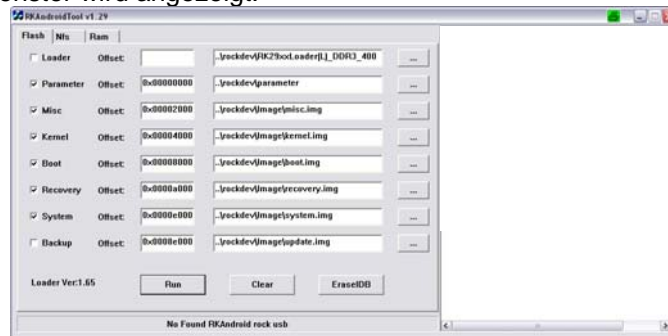 enster wird angezeigt.
RKAndroidTool v1.29
Flash Nfs Ram
Loader Offset: ..\rockdev\RK29xxLoader(L)_DDR3_400 ...
Parameter Offset: 0x00000000 ..\rockdev\parameter ...
Misc Offset: 0x00002000 ..\rockdev\Image\misc.img ...
Kernel Offset: 0x00004000 ..\rockdev\Image\kernel.img ...
Boot Offset: 0x00008000 ..\rockdev\Image\boot.img ...
Recovery Offset: 0x0000a000 ..\rockdev\Image\recovery.img ...
System Offset: 0x0000e000 ..\rockdev\Image\system.img ...
Backup Offset: 0x0008e000 ..\rockdev\Image\update.img ...
Loader Ver:1.65 Run Clear EraseIDB
No Found RKAndroid rock usb